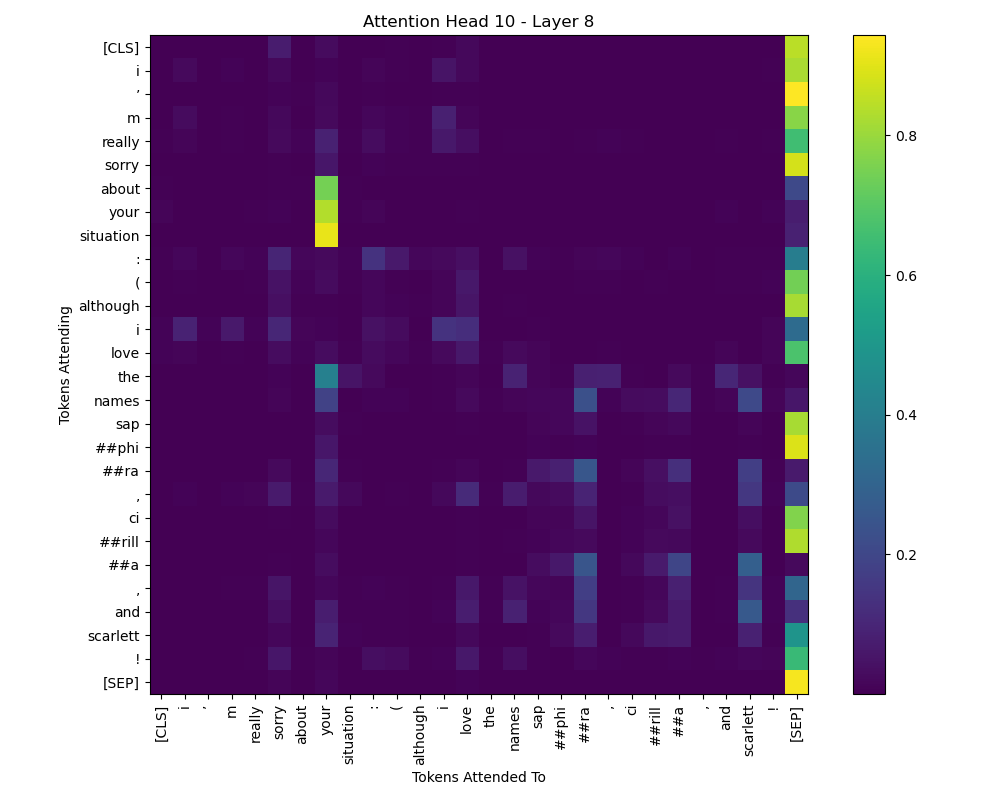 Attention Head 10 - Layer 8
Tokens Attending
[CLS]
i
’
m
really
sorry
about
your
situation
:
(
although
i
love
the
names
sap
##phi
##ra
,
ci
##rill
##a
,
and
scarlett
!
[SEP]
[CLS]
i
’
m
really
sorry
about
your
situation
:
(
although
i
love
the
names
sap
##phi
##ra
,
ci
##rill
##a
,
and
scarlett
!
[SEP]
Tokens Attended To
0.8
0.6
0.4
0.2